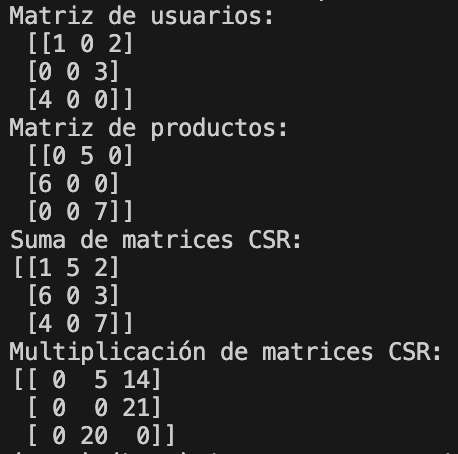 Matriz de usuarios:
[[1 0 2]
[0 0 3]
[4 0 0]]
Matriz de productos:
[[0 5 0]
[6 0 0]
[0 0 7]]
Suma de matrices CSR:
[[1 5 2]
[6 0 3]
[4 0 7]]
Multiplicación de matrices CSR:
[[ 0  5 14]
[ 0  0 21]
[ 0 20  0]]